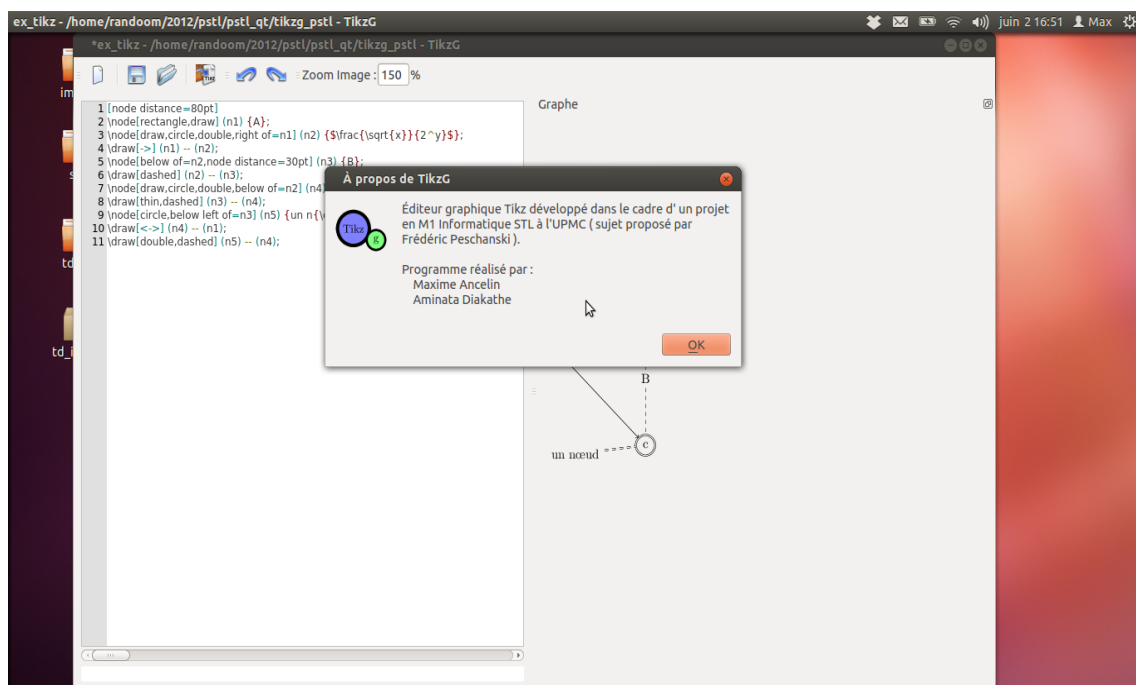 ex_tikz - /home/randoom/2012/pstl/pstl_qt/tikzg_pstl - TikzG
juin 2 16:51 Max
*ex_tikz - /home/randoom/2012/pstl/pstl_qt/tikzg_pstl - TikzG
Zoom Image : 150 %
im
s
td
td_i
1 [node distance=80pt]
2 \node[rectangle,draw] (n1) {A};
3 \node[draw,circle,double,right of=n1] (n2) {$\frac{\sqrt{x}}{2^y}$};
4 \draw[->] (n1) -- (n2);
5 \node[below of=n2,node distance=30pt] (n3) {B};
6 \draw[dashed] (n2) -- (n3);
7 \node[draw,circle,double,below of=n2] (n4)
8 \draw[thin,dashed] (n3) -- (n4);
9 \node[circle,below left of=n3] (n5) {un n{\
10 \draw[<->] (n4) -- (n1);
11 \draw[double,dashed] (n5) -- (n4);
Graphe
À propos de TikzG
Tikz
g
Éditeur graphique Tikz développé dans le cadre d' un projet
en M1 Informatique STL à l'UPMC ( sujet proposé par
Frédéric Peschanski ).
Programme réalisé par :
Maxime Ancelin
Aminata Diakathe
OK
B
c
un nœud